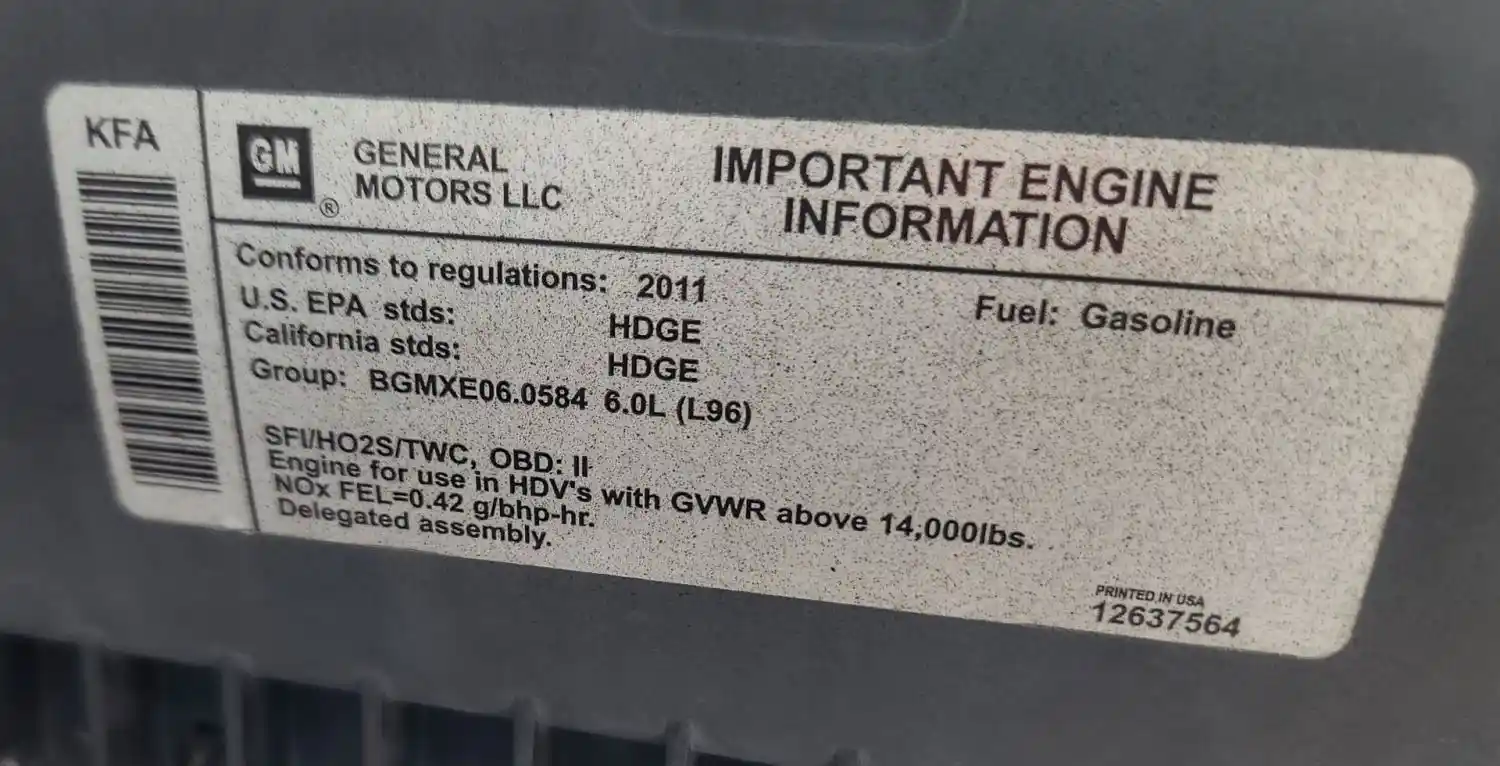 KFA
GM
®
GENERAL
MOTORS LLC
IMPORTANT ENGINE
INFORMATION
Conforms to regulations: 2011
Fuel: Gasoline
U.S. EPA stds: HDGE
California stds: HDGE
Group: BGMXE06.0584 6.0L (L96)
SFI/HO2S/TWC, OBD: II
Engine for use in HDV's with GVWR above 14,000lbs.
NOx FEL=0.42 g/bhp-hr.
Delegated assembly.
PRINTED IN USA
12637564